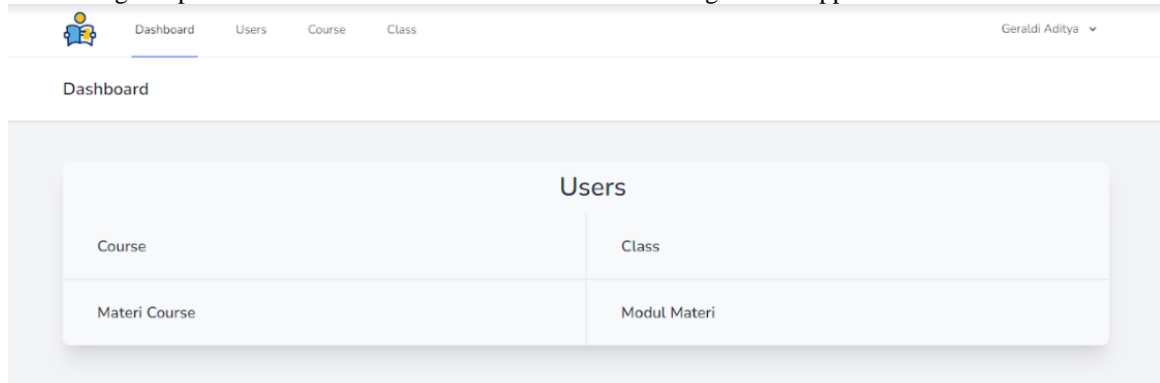 Dashboard Users Course Class Geraldi Aditya
Dashboard
Users
Course Class
Materi Course Modul Materi